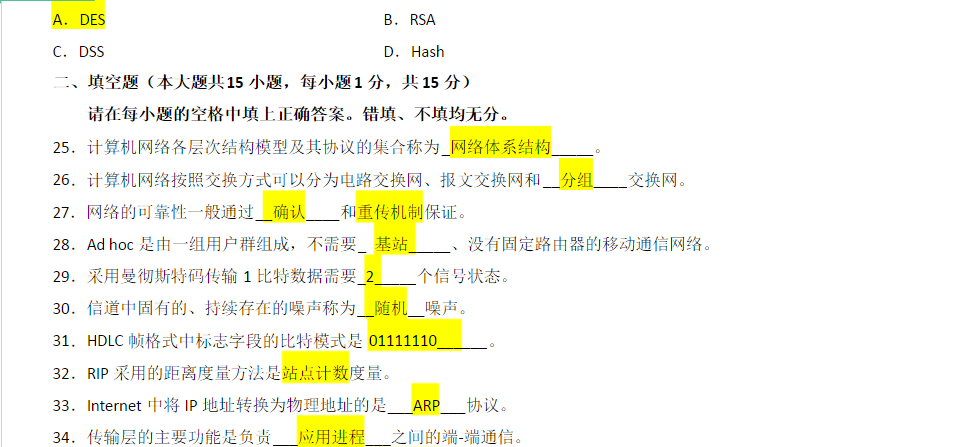 A. DES B. RSA
C. DSS D. Hash
二、填空题（本大题共15 小题，每小题1 分，共15 分）
请在每小题的空格中填上正确答案。错填、不填均无分。
25. 计算机网络各层次结构模型及其协议的集合称为_网络体系结构_____。
26. 计算机网络按照交换方式可以分为电路交换网、报文交换网和__分组____交换网。
27. 网络的可靠性一般通过__确认____和重传机制保证。
28. Ad hoc 是由一组用户群组成，不需要_ 基站_____、没有固定路由器的移动通信网络。
29. 采用曼彻斯特码传输 1 比特数据需要_2_____个信号状态。
30. 信道中固有的、持续存在的噪声称为__随机__噪声。
31. HDLC 帧格式中标志字段的比特模式是 01111110______。
32. RIP 采用的距离度量方法是站点计数度量。
33. Internet 中将 IP 地址转换为物理地址的是___ARP___协议。
34. 传输层的主要功能是负责___应用进程___之间的端-端通信。